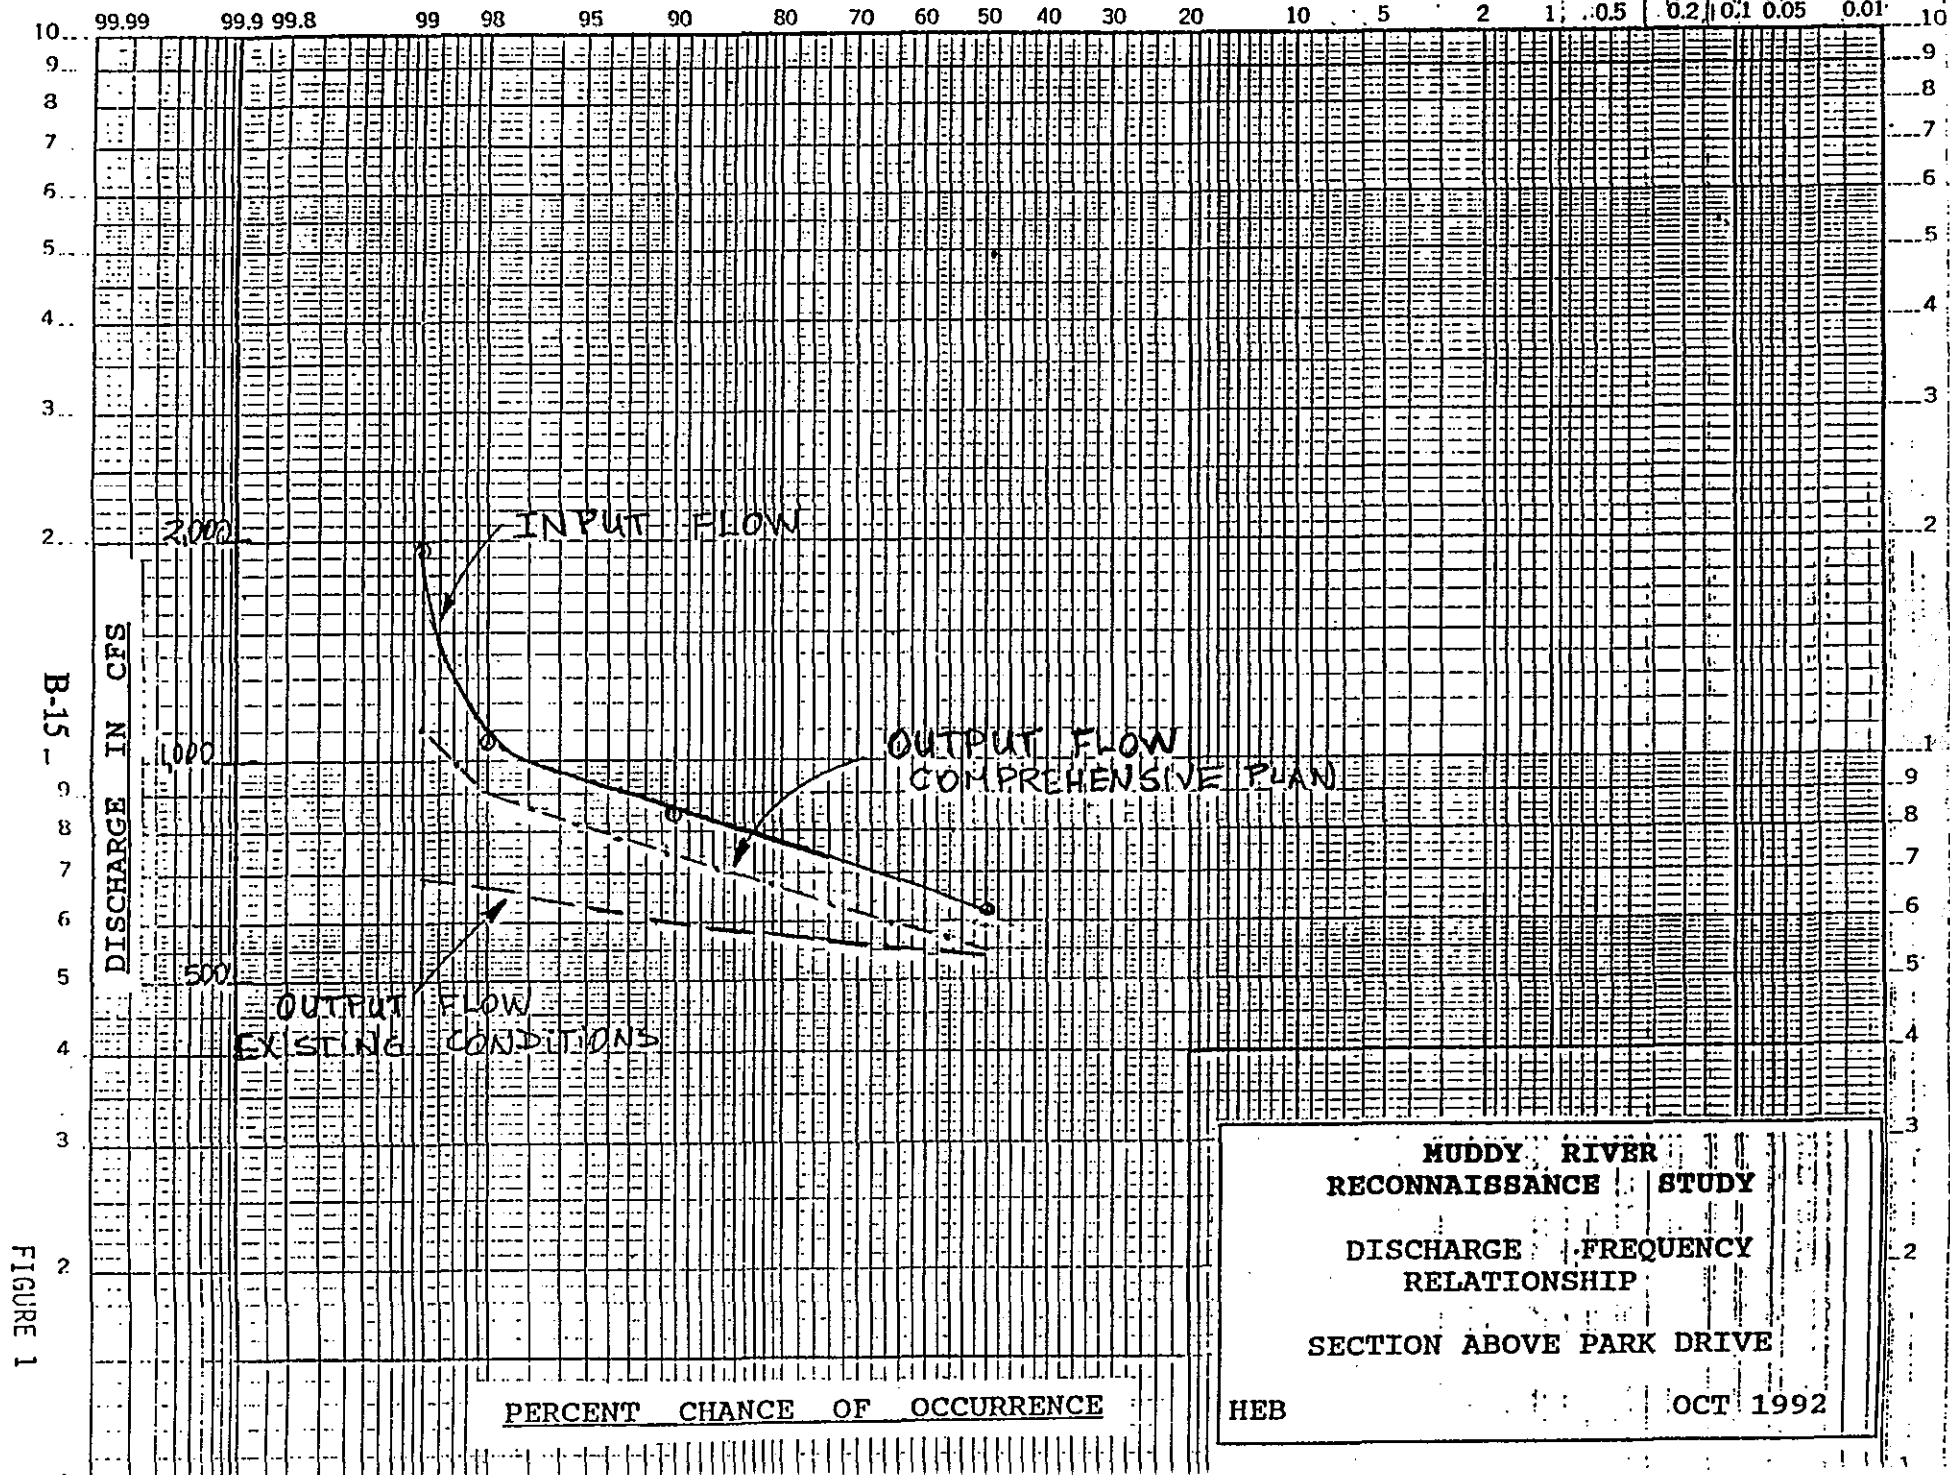 99.99 99.9 99.8 99 98 95 90 80 70 60 50 40 30 20 10 5 2 1 0.5 0.2 0.1 0.05 0.01
10 10
9 9
8 8
7 7
6 6
5 5
4 4
3 3
2 2,000 2
INPUT FLOW
1 1,000 1
OUTPUT FLOW
COMPREHENSIVE PLAN
9 9
8 8
7 7
6 6
5 500 5
OUTPUT FLOW
EXISTING CONDITIONS
4 4
3 3
2 2
1
DISCHARGE IN CFS
B-15
FIGURE 1
PERCENT CHANCE OF OCCURRENCE
MUDDY RIVER
RECONNAISSANCE STUDY
DISCHARGE FREQUENCY
RELATIONSHIP
SECTION ABOVE PARK DRIVE
HEB OCT 1992